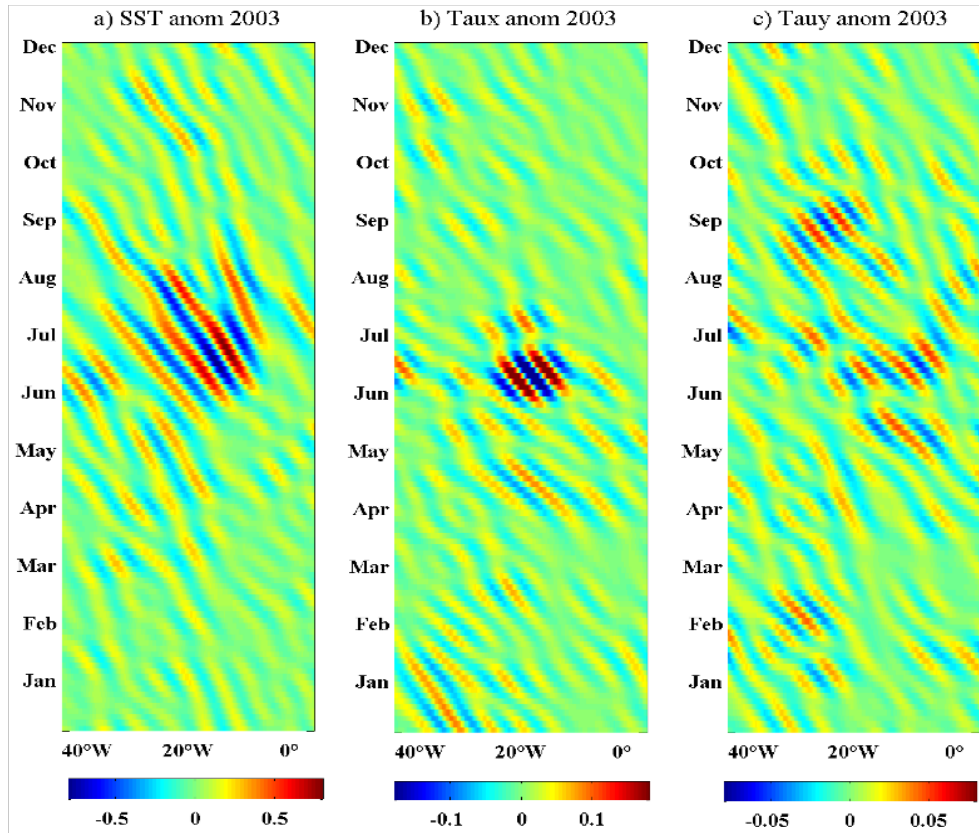 a) SST anom 2003
b) Taux anom 2003
c) Tauy anom 2003
Dec
Nov
Oct
Sep
Aug
Jul
Jun
May
Apr
Mar
Feb
Jan
40°W 20°W 0°
-0.5 0 0.5
Dec
Nov
Oct
Sep
Aug
Jul
Jun
May
Apr
Mar
Feb
Jan
40°W 20°W 0°
-0.1 0 0.1
Dec
Nov
Oct
Sep
Aug
Jul
Jun
May
Apr
Mar
Feb
Jan
40°W 20°W 0°
-0.05 0 0.05